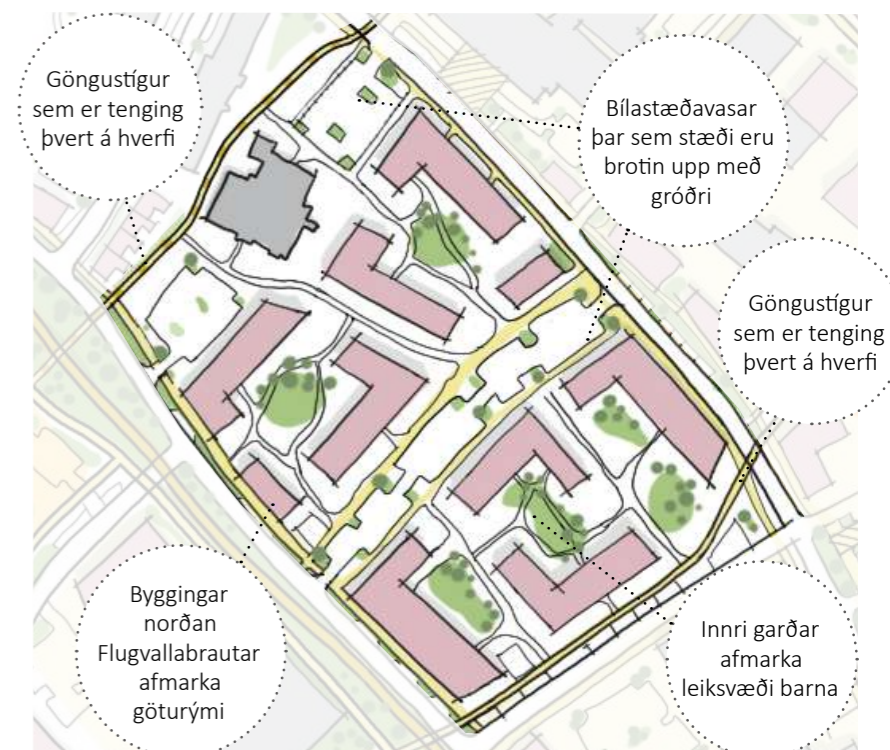 Göngustígur
sem er tenging
þvert á hverfi
Bílastæðavasar
þar sem stæði eru
brotin upp með
gróðri
Göngustígur
sem er tenging
þvert á hverfi
Byggingar
norðan
Flugvallabrautar
afmarka
göturými
Innri garðar
afmarka
leiksvæði barna